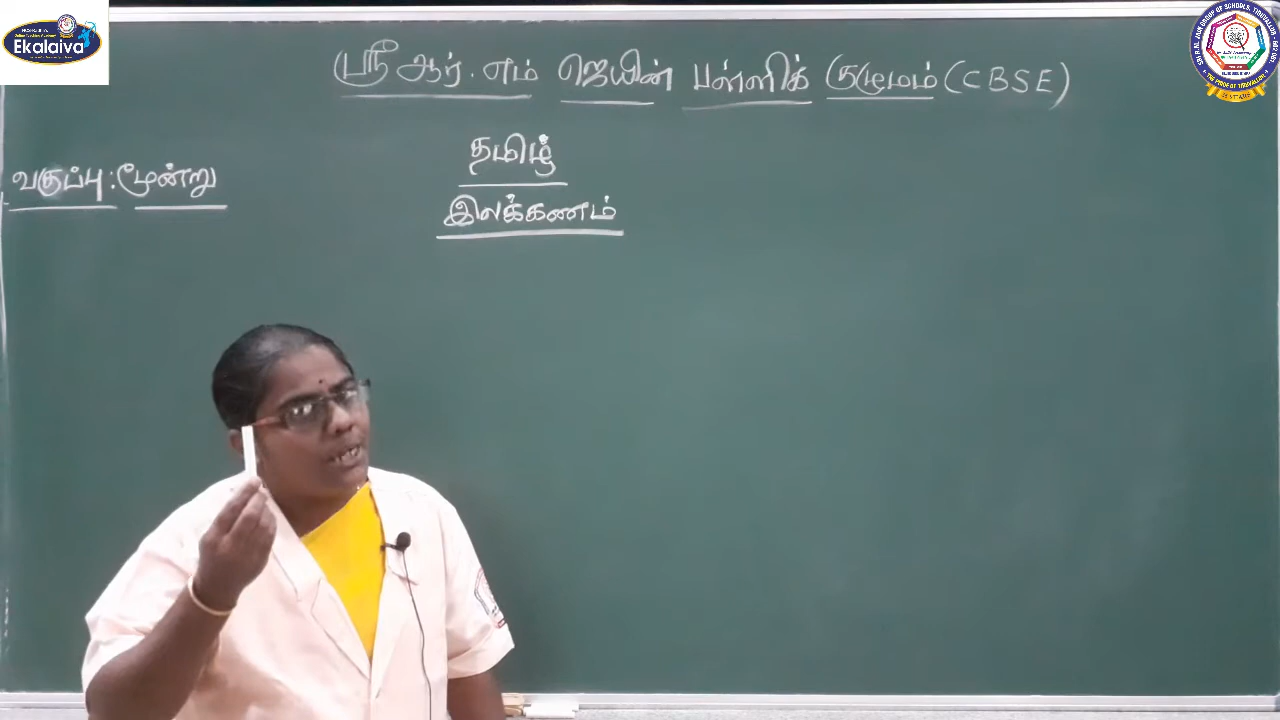 Ekalaiva
ஸ்ரீ ஆர்.எம் ஜெயின் பள்ளிக் குழுமம் (CBSE)
தமிழ்
வகுப்பு : மூன்று
இலக்கணம்